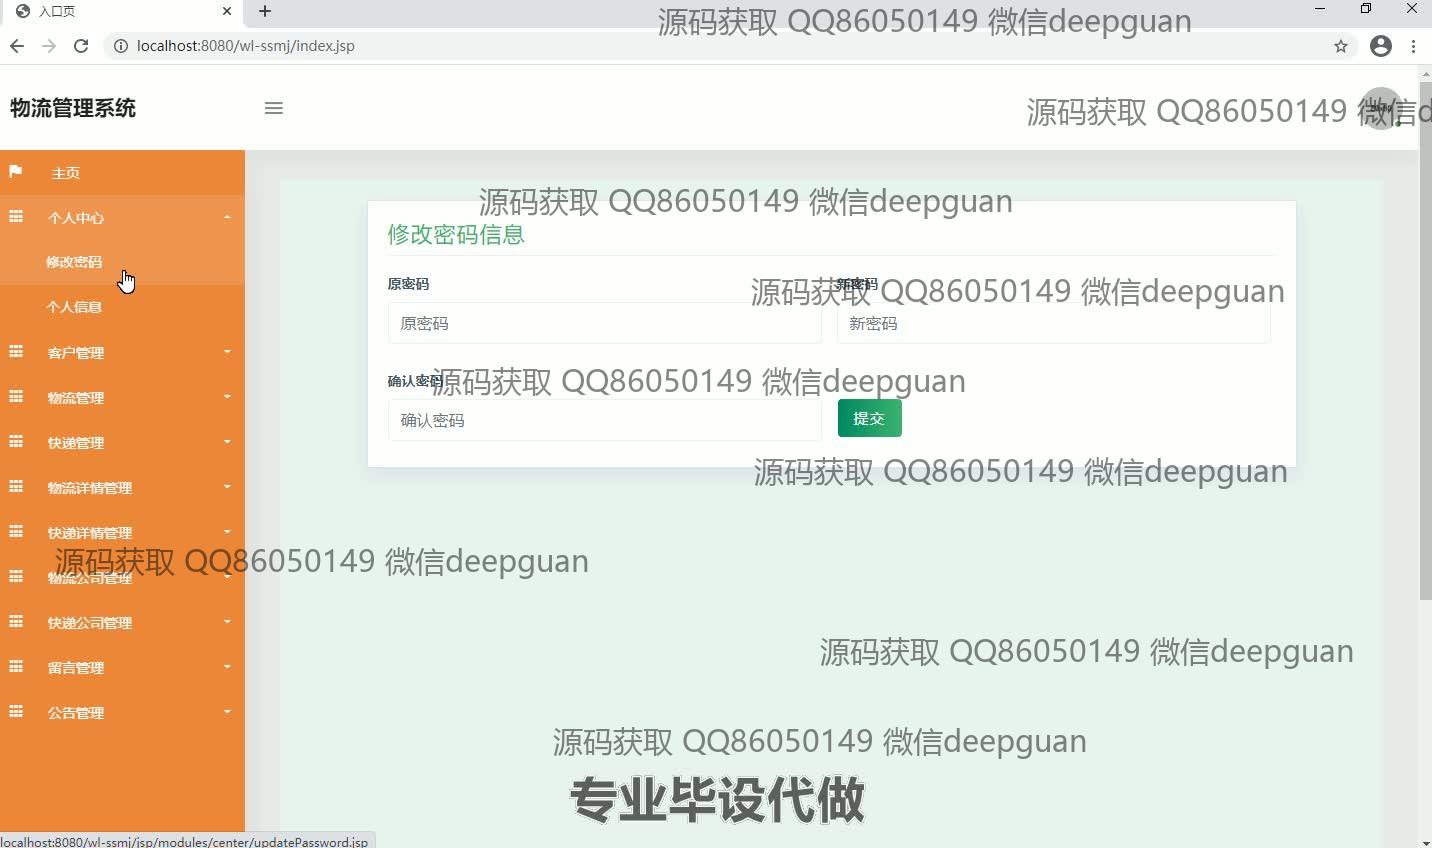 入口页
源码获取 QQ86050149 微信deepguan
localhost:8080/wl-ssmj/index.jsp
物流管理系统
源码获取 QQ86050149 微信d
主页
个人中心
修改密码
个人信息
客户管理
物流管理
快递管理
物流详情管理
快递详情管理
物流公司管理
快递公司管理
留言管理
公告管理
源码获取 QQ86050149 微信deepguan
修改密码信息
原密码
新密码
源码获取 QQ86050149 微信deepguan
原密码
新密码
确认密码
源码获取 QQ86050149 微信deepguan
确认密码
提交
源码获取 QQ86050149 微信deepguan
源码获取 QQ86050149 微信deepguan
源码获取 QQ86050149 微信deepguan
源码获取 QQ86050149 微信deepguan
专业毕设代做
localhost:8080/wl-ssmj/jsp/modules/center/updatePassword.jsp